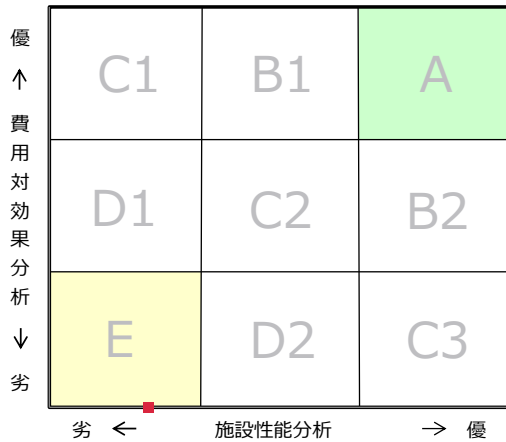 優 ↑ 費用対効果分析 ↓ 劣
C1 B1 A
D1 C2 B2
E D2 C3
劣 ← 施設性能分析 → 優